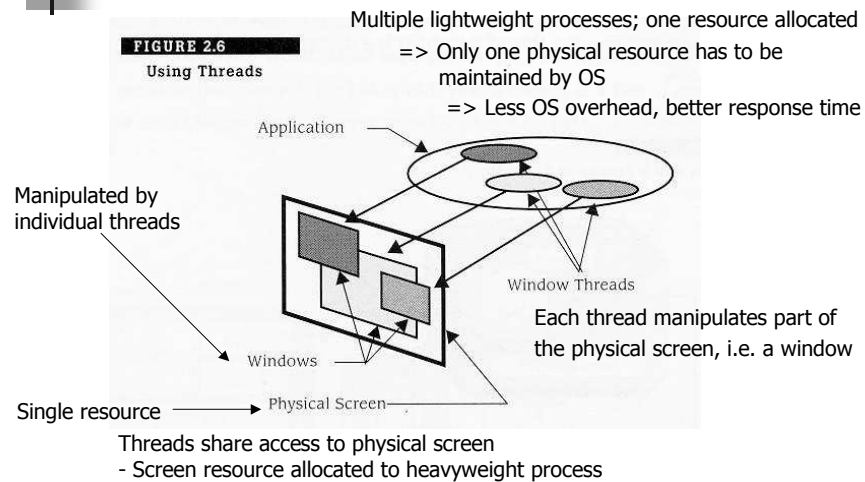 Multiple lightweight processes; one resource allocated
FIGURE 2.6
=> Only one physical resource has to be
Using Threads
maintained by OS
=> Less OS overhead, better response time
Application
Manipulated by
individual threads
Window Threads
Each thread manipulates part of
the physical screen, i.e. a window
Windows
Single resource
Physical Screen
Threads share access to physical screen
- Screen resource allocated to heavyweight process